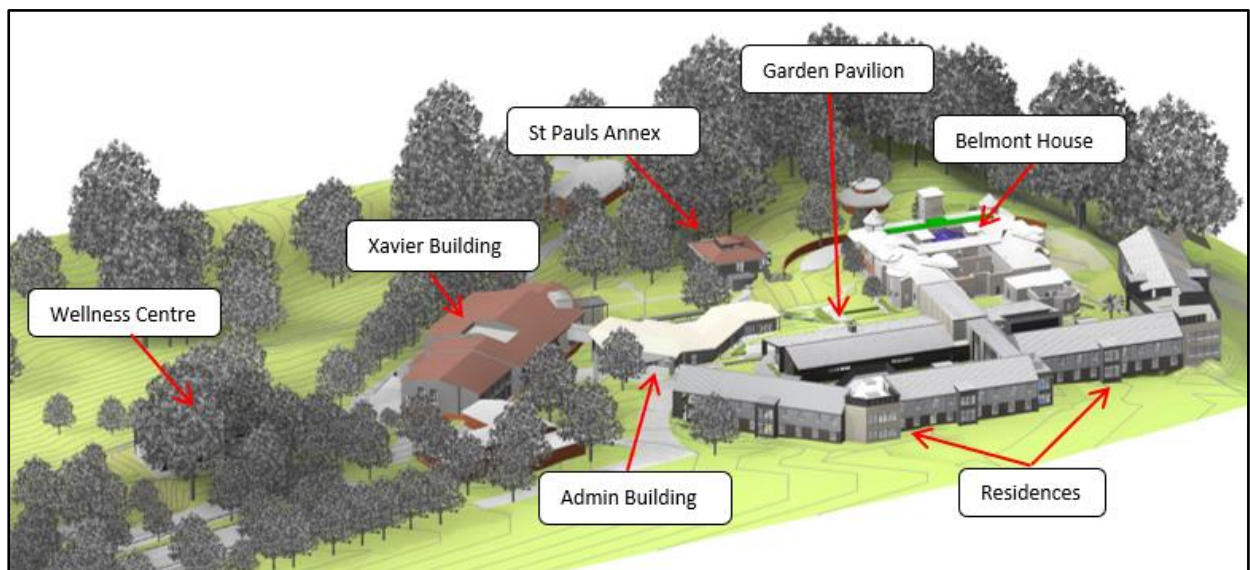 Garden Pavilion
St Pauls Annex
Belmont House
Xavier Building
Wellness Centre
Admin Building
Residences